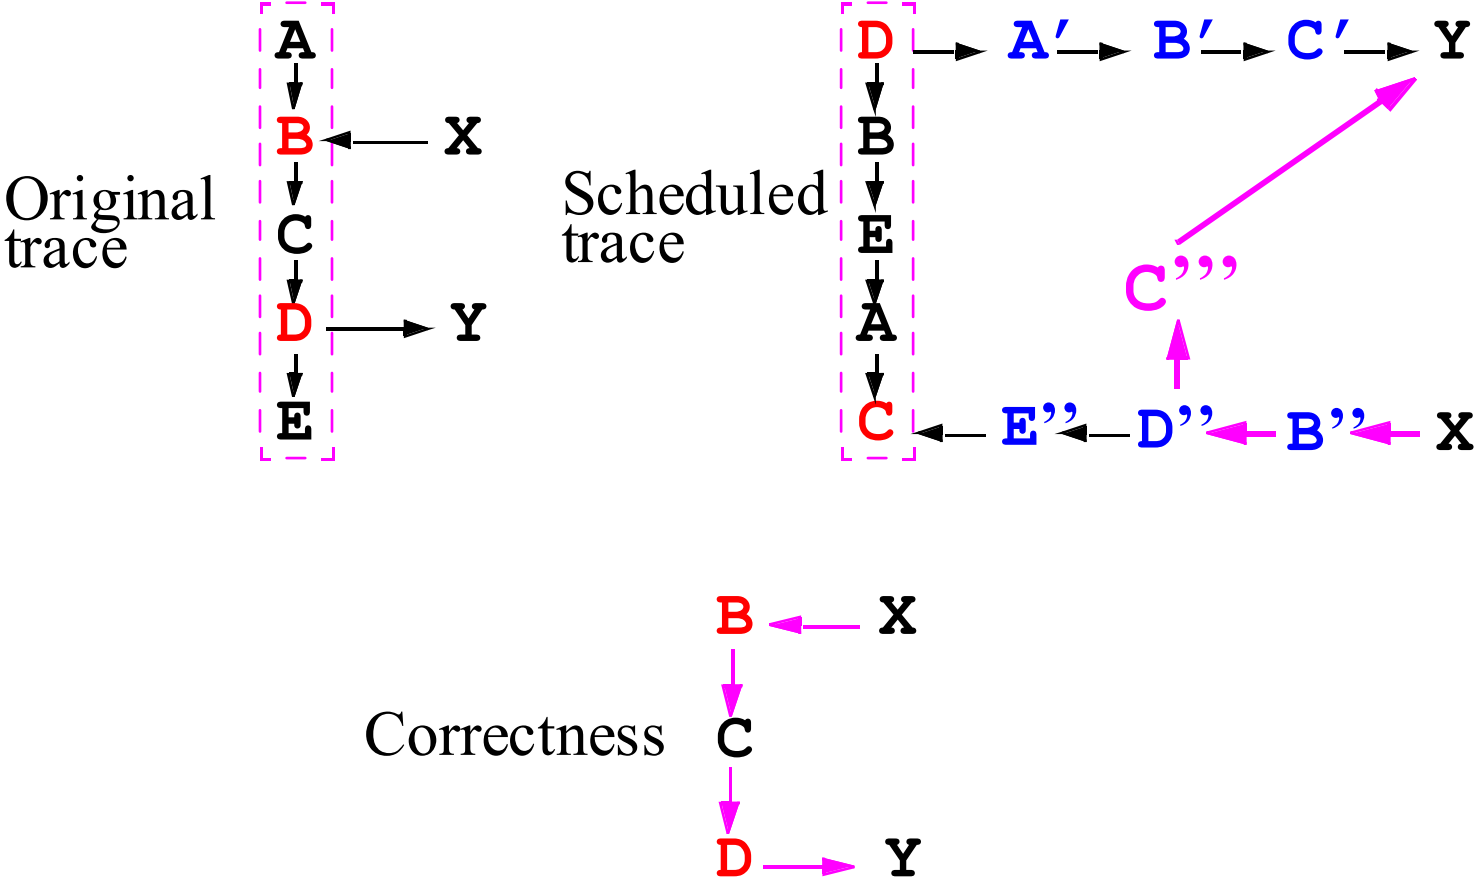 A
B X
C
D Y
E
Original
trace
D A′ B′ C′ Y
B
E
A
C E’’ D’’ B’’ X
C’’’
Scheduled
trace
B X
C
D Y
Correctness